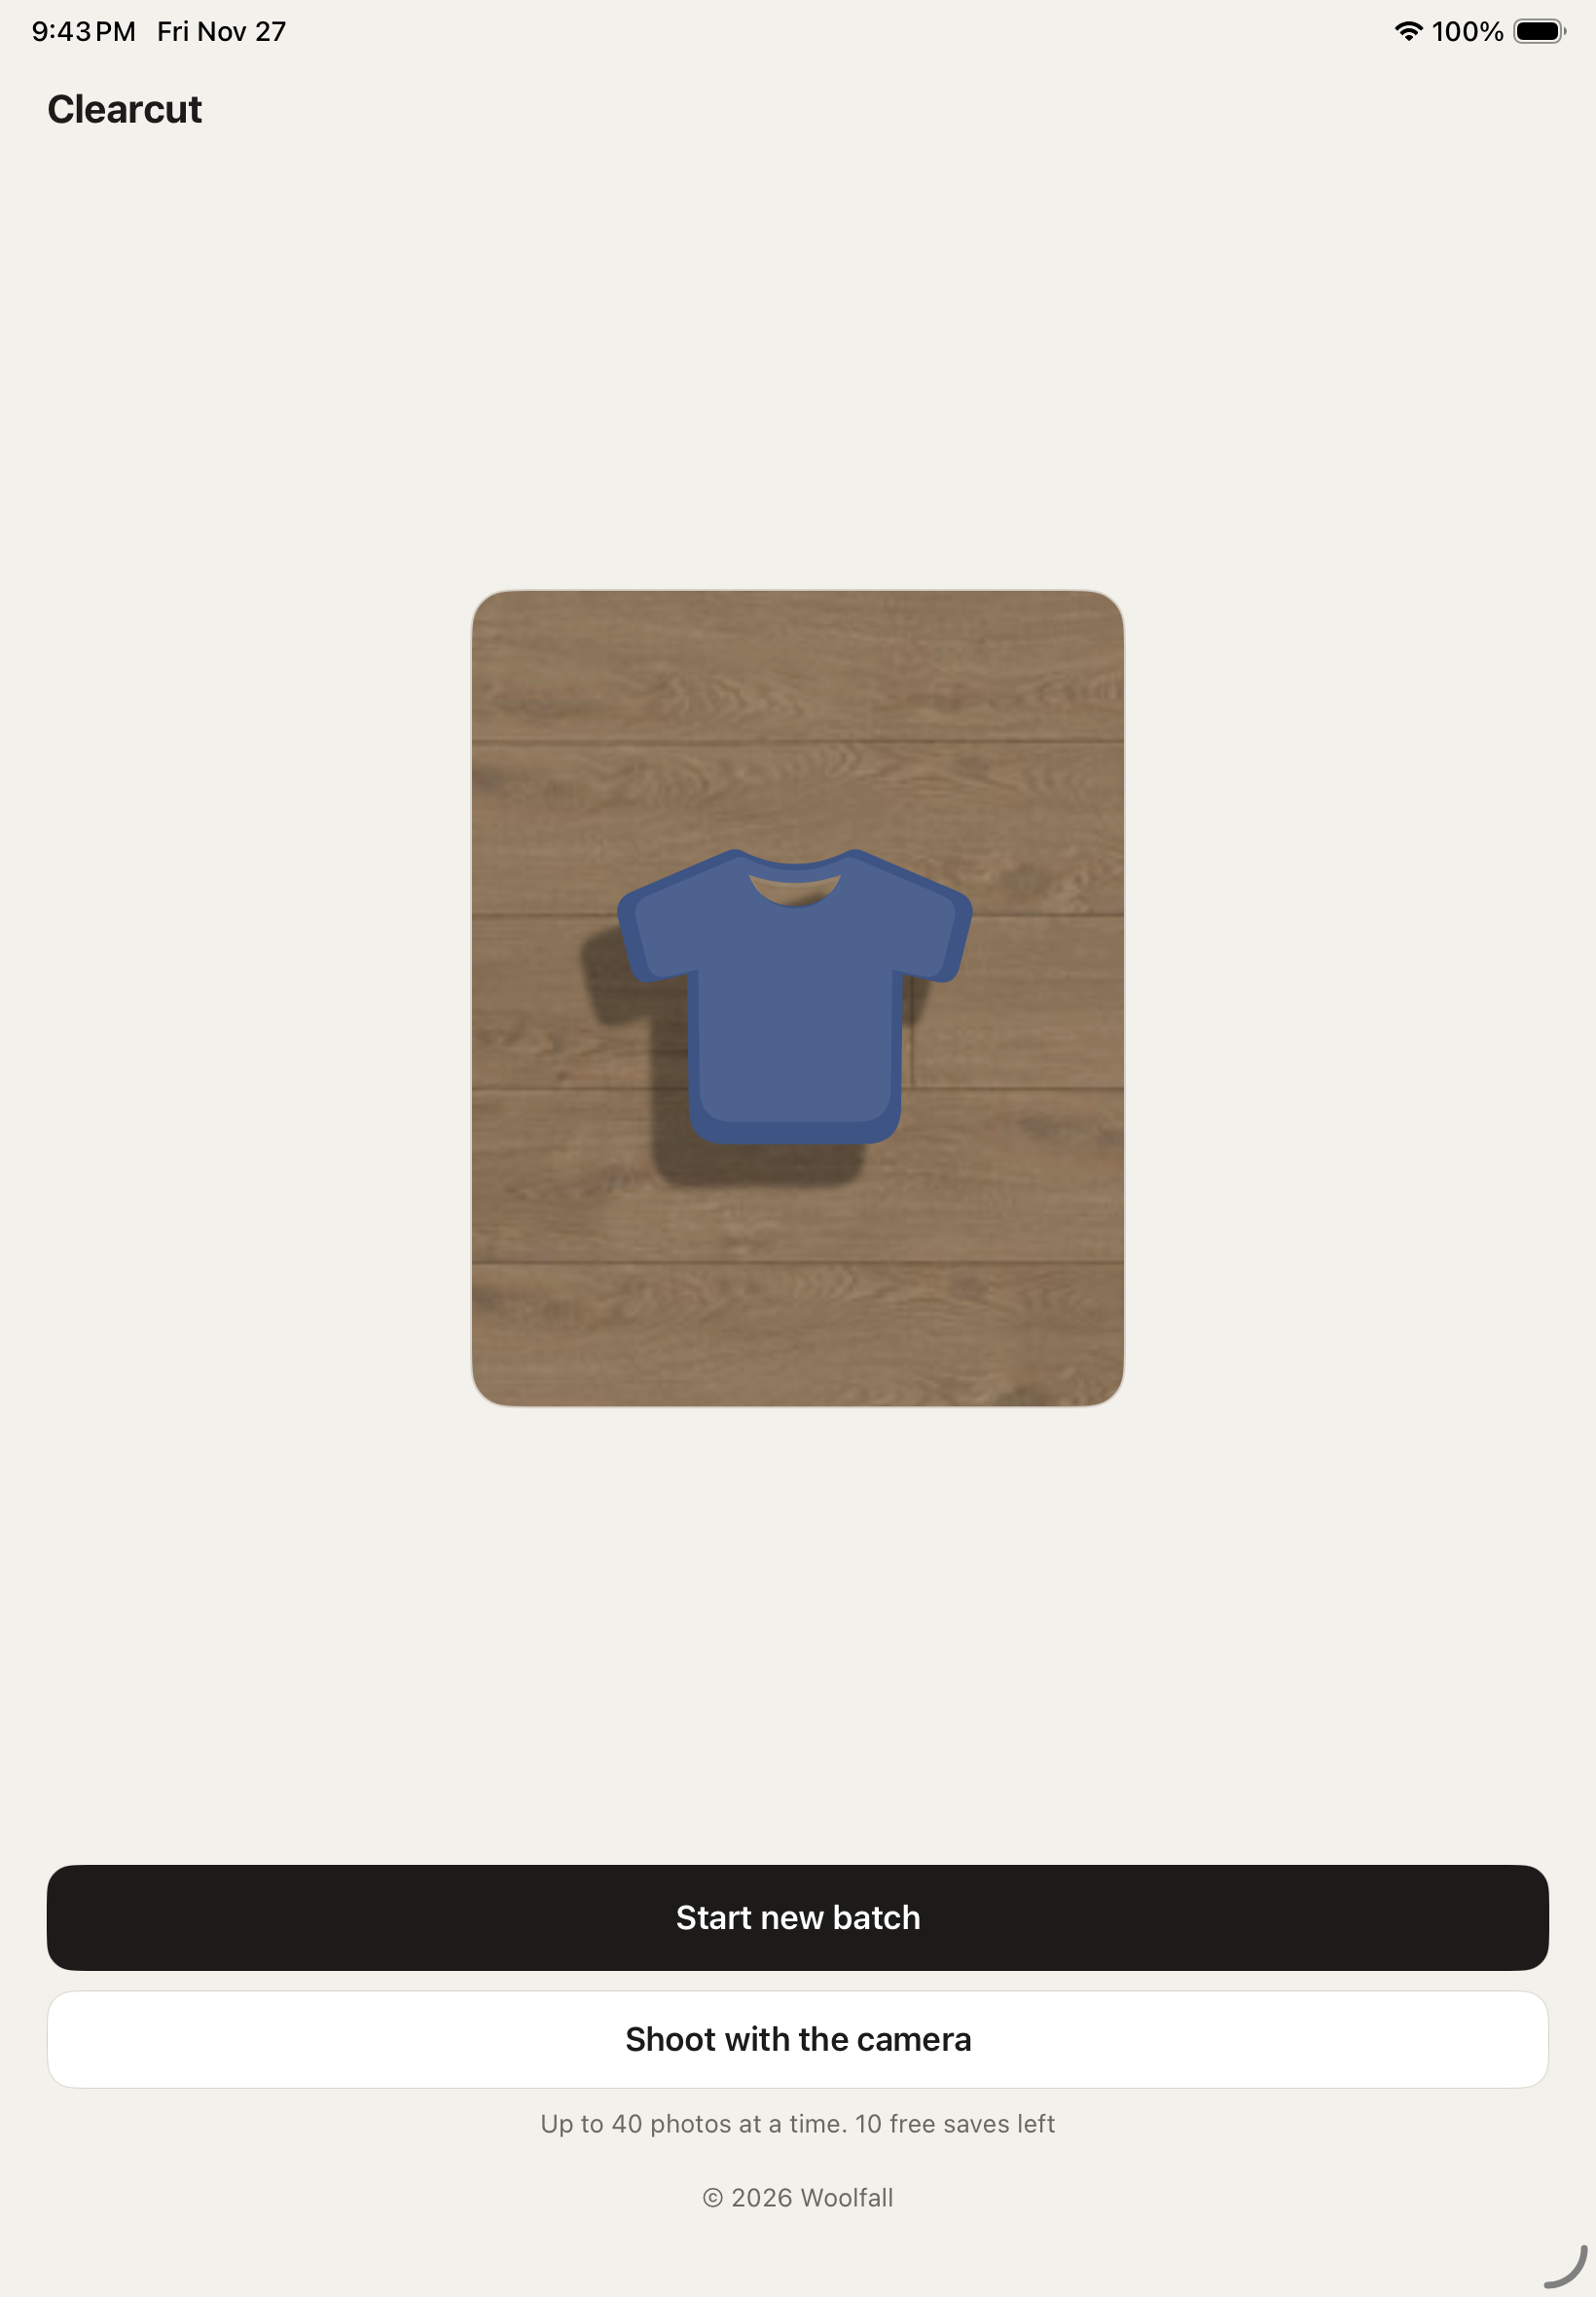 9:43 PM Fri Nov 27
100%
Clearcut
Start new batch
Shoot with the camera
Up to 40 photos at a time. 10 free saves left
© 2026 Woolfall